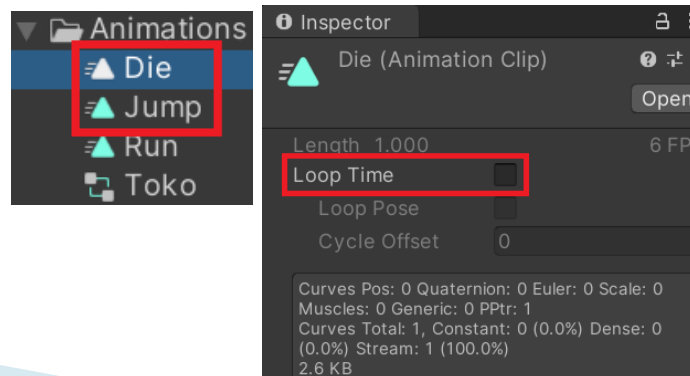 Animations
Die
Jump
Run
Toko
Inspector
Die (Animation Clip)
Open
Length 1.000 6 FP
Loop Time
Loop Pose
Cycle Offset 0
Curves Pos: 0 Quaternion: 0 Euler: 0 Scale: 0
Muscles: 0 Generic: 0 PPtr: 1
Curves Total: 1, Constant: 0 (0.0%) Dense: 0
(0.0%) Stream: 1 (100.0%)
2.6 KB